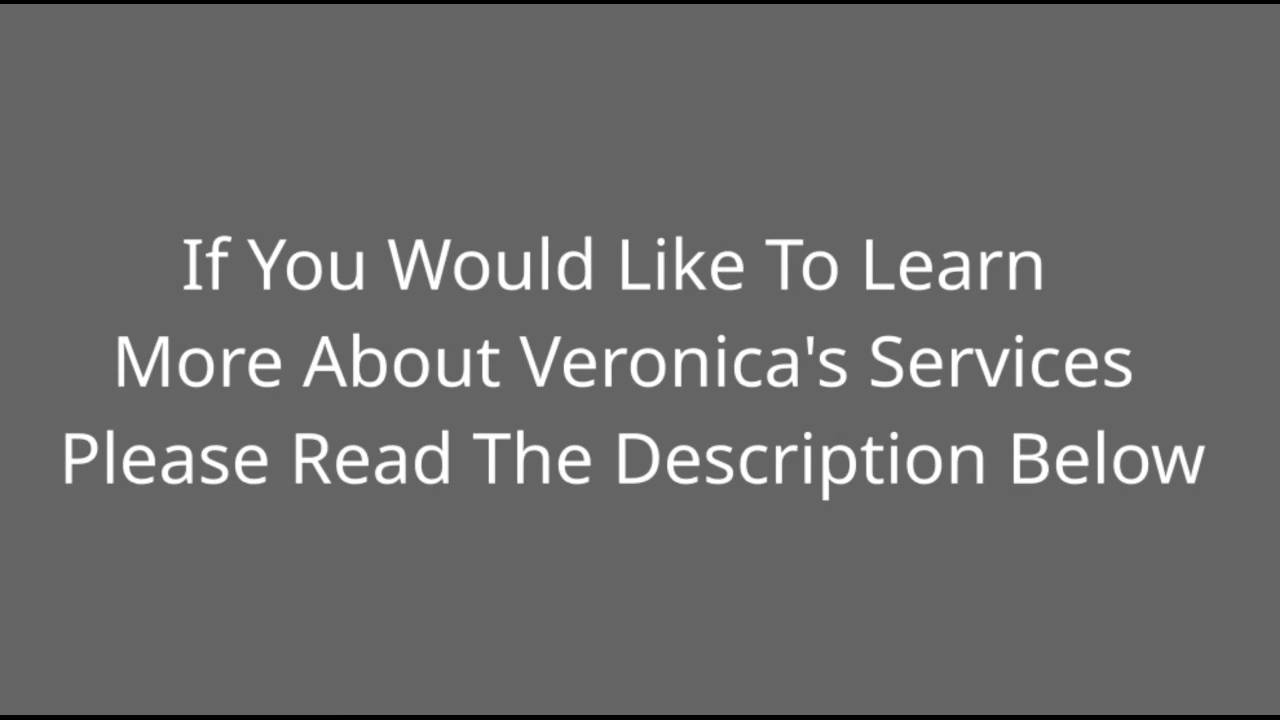 If You Would Like To Learn
More About Veronica's Services
Please Read The Description Below